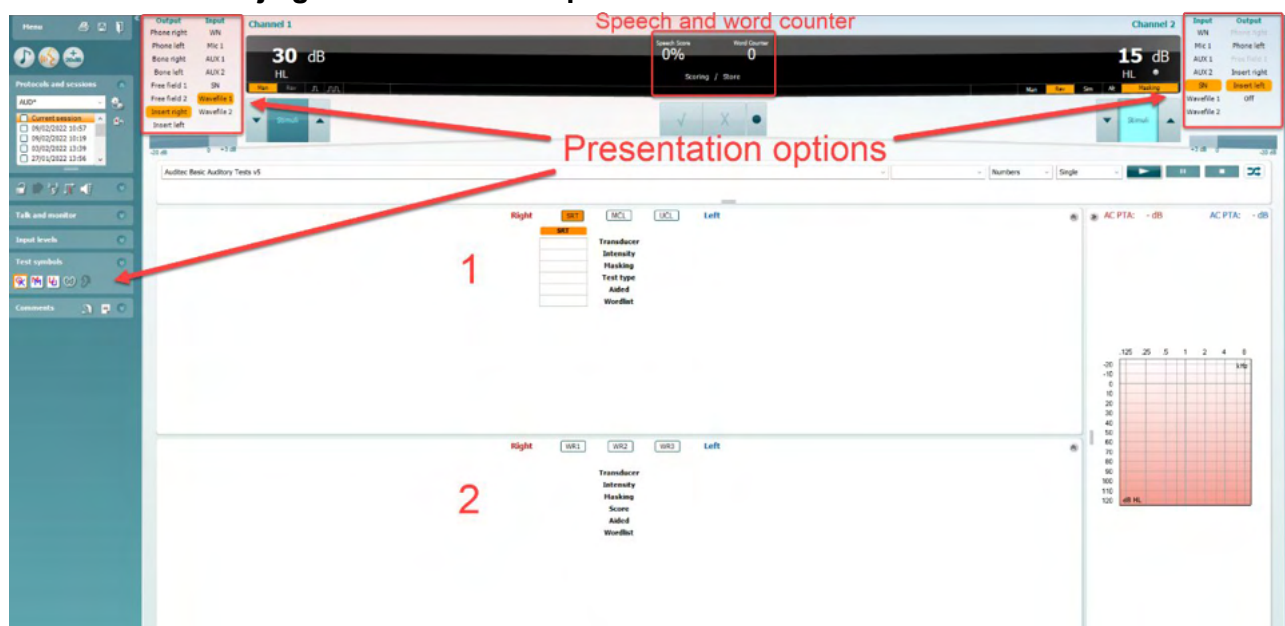 Speech and word counter
Menu
Output Input
Phone right WN
Phone left Mic 1
Bone right AUX 1
Bone left AUX 2
Free field 1 SN
Free field 2 Wavefile 1
Insert right Wavefile 2
Insert left
Channel 1
30 dB
HL
Man Rev
Speech Score Word Counter
0% 0
Scoring / Store
Channel 2
15 dB
HL
Man Rev Sim Alt Masking
Input Output
WN Phone right
Mic 1 Phone left
AUX 1 Free field 1
AUX 2 Insert right
SN Insert left
Wavefile 1 Off
Wavefile 2
Stimuli
Stimuli
Presentation options
Protocols and sessions
AUD*
Current session
09/02/2022 10:57
09/02/2022 10:19
03/02/2022 13:39
27/01/2022 13:56
Talk and monitor
Input levels
Test symbols
Comments
Auditec Basic Auditory Tests v5
Numbers
Single
Right SRT MCL UCL Left
SRT
Transducer
Intensity
Masking
Test type
Aided
Wordlist
1
AC PTA: - dB AC PTA: - dB
.125 .25 .5 1 2 4 8
kHz
-20
-10
0
10
20
30
40
50
60
70
80
90
100
110
120
dB HL
Right WR1 WR2 WR3 Left
Transducer
Intensity
Masking
Score
Aided
Wordlist
2